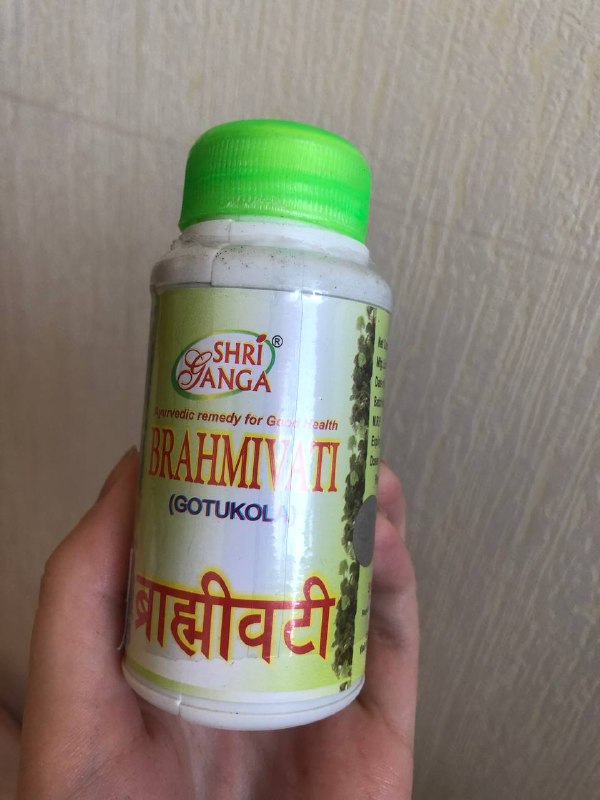 SHRI
GANGA
®
Ayurvedic remedy for Good Health
BRAHMIVATI
(GOTUKOLA)
ब्राह्मीवटी